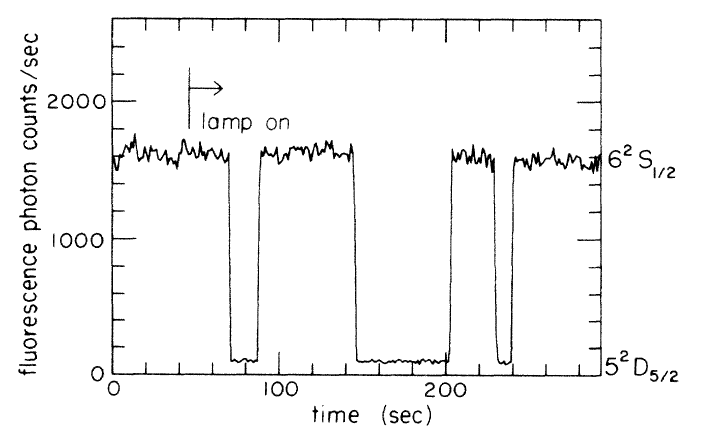 fluorescence photon counts/sec
2000
1000
0
lamp on
6²S₁/₂
5²D₅/₂
0
100
200
time (sec)